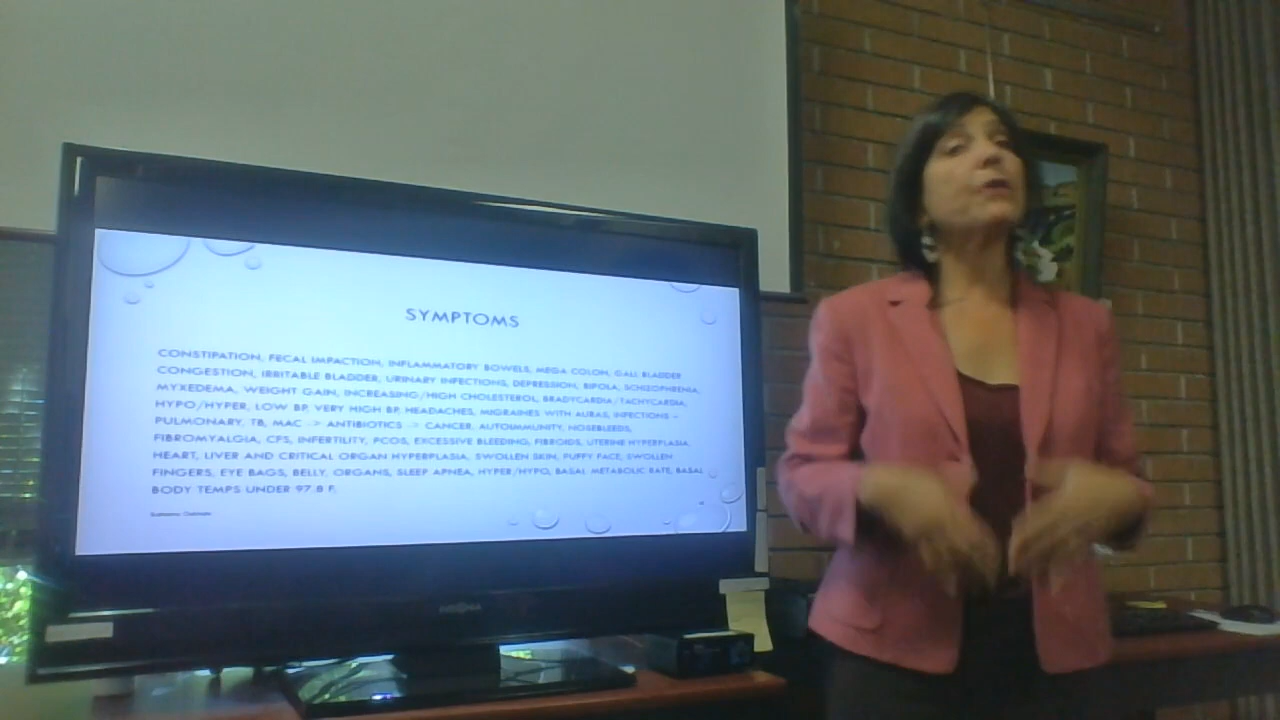 SYMPTOMS
CONSTIPATION, FECAL IMPACTION, INFLAMMATORY BOWELS, MEGA COLON, GALL BLADDER
CONGESTION, IRRITABLE BLADDER, URINARY INFECTIONS, DEPRESSION, BIPOLA, SCHIZOPHRENIA,
MYXEDEMA, WEIGHT GAIN, INCREASING/HIGH CHOLESTEROL, BRADYCARDIA/TACHYCARDIA,
HYPO/HYPER, LOW BP, VERY HIGH BP, HEADACHES, MIGRAINES WITH AURAS, INFECTIONS –
PULMONARY, TB, MAC -> ANTIBIOTICS -> CANCER, AUTOIMMUNITY, NOSEBLEEDS,
FIBROMYALGIA, CFS, INFERTILITY, PCOS, EXCESSIVE BLEEDING, FIBROIDS, UTERINE HYPERPLASIA,
HEART, LIVER AND CRITICAL ORGAN HYPERPLASIA, SWOLLEN SKIN, PUFFY FACE, SWOLLEN
FINGERS, EYE BAGS, BELLY, ORGANS, SLEEP APNEA, HYPER/HYPO, BASAL METABOLIC RATE, BASAL
BODY TEMPS UNDER 97.8 F.